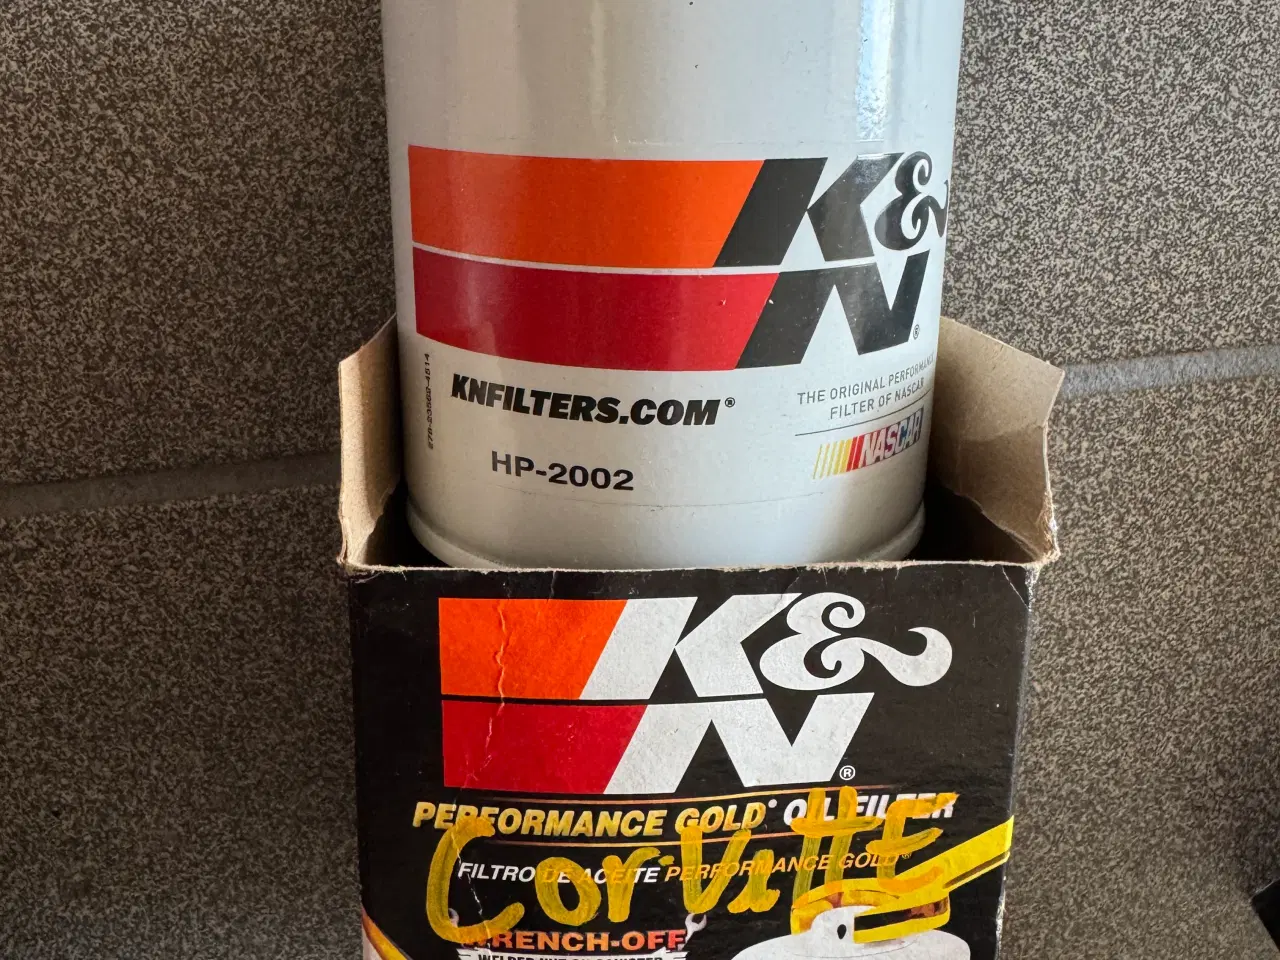 K&
N®
KNFILTERS.COM®
THE ORIGINAL PERFORMANCE
FILTER OF NASCAR
NASCAR
HP-2002
K&
N®
PERFORMANCE GOLD® OIL FILTER
FILTRO DE ACEITE PERFORMANCE GOLD®
CorVeTTE
WRENCH-OFF